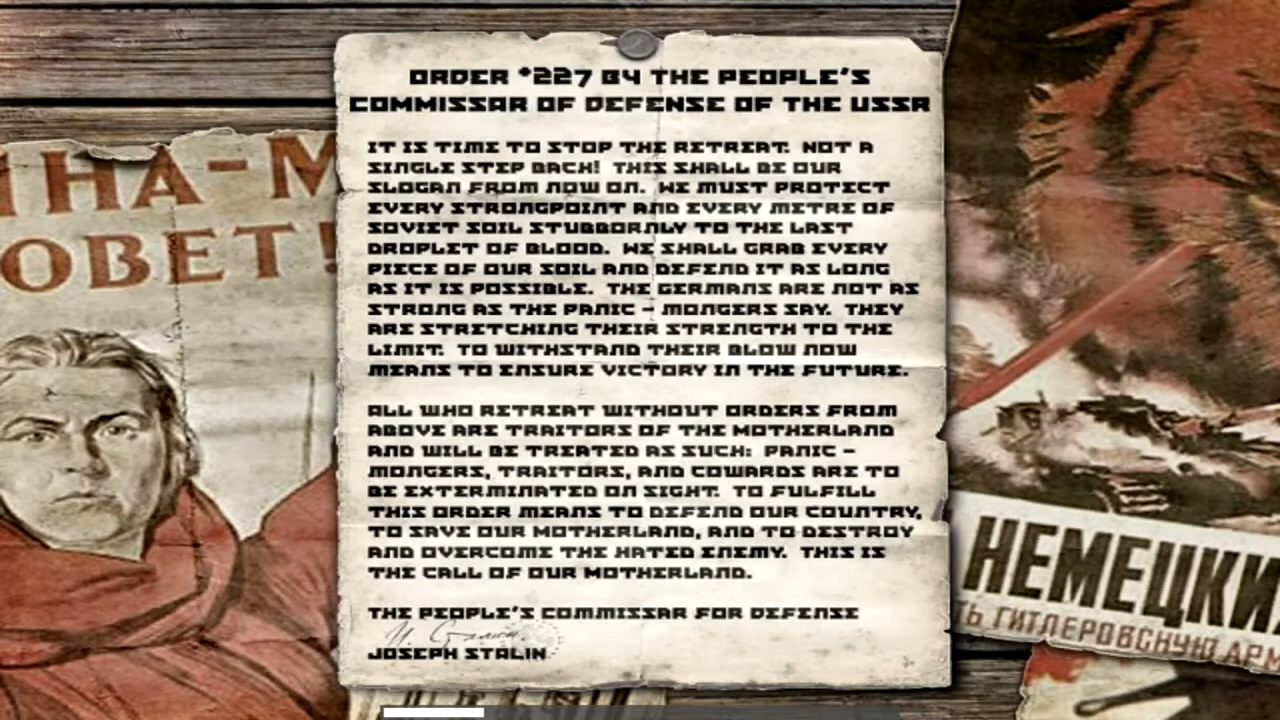 ORDER *227 BY THE PEOPLE'S
COMMISSAR OF DEFENSE OF THE USSR
IT IS TIME TO STOP THE RETREAT. NOT A
SINGLE STEP BACK! THIS SHALL BE OUR
SLOGAN FROM NOW ON. WE MUST PROTECT
EVERY STRONGPOINT AND EVERY METRE OF
SOVIET SOIL STUBBORNLY TO THE LAST
DROPLET OF BLOOD. WE SHALL GRAB EVERY
PIECE OF OUR SOIL AND DEFEND IT AS LONG
AS IT IS POSSIBLE. THE GERMANS ARE NOT AS
STRONG AS THE PANIC - MONGERS SAY. THEY
ARE STRETCHING THEIR STRENGTH TO THE
LIMIT. TO WITHSTAND THEIR BLOW NOW
MEANS TO ENSURE VICTORY IN THE FUTURE.
ALL WHO RETREAT WITHOUT ORDERS FROM
ABOVE ARE TRAITORS OF THE MOTHERLAND
AND WILL BE TREATED AS SUCH: PANIC -
MONGERS, TRAITORS, AND COWARDS ARE TO
BE EXTERMINATED ON SIGHT. TO FULFILL
THIS ORDER MEANS TO DEFEND OUR COUNTRY,
TO SAVE OUR MOTHERLAND, AND TO DESTROY
AND OVERCOME THE HATED ENEMY. THIS IS
THE CALL OF OUR MOTHERLAND.
THE PEOPLE'S COMMISSAR FOR DEFENSE
JOSEPH STALIN
ИНА-М
ОВЕТ!
НЕМЕЦКИ
ТЬ ГИТЛЕРОВСКУЮ АРМ